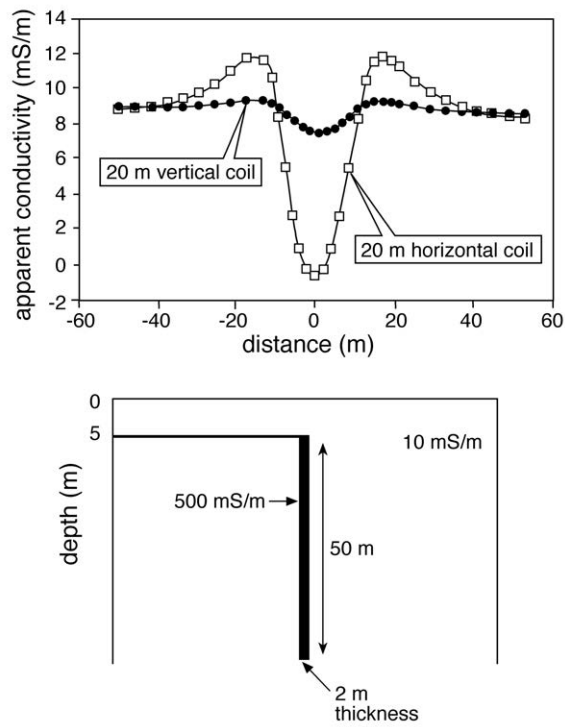 apparent conductivity (mS/m)
14
12
10
8
6
4
2
0
-2
20 m vertical coil
20 m horizontal coil
-60
-40
-20
0
20
40
60
distance (m)
depth (m)
0
5
10 mS/m
500 mS/m
50 m
2 m
thickness